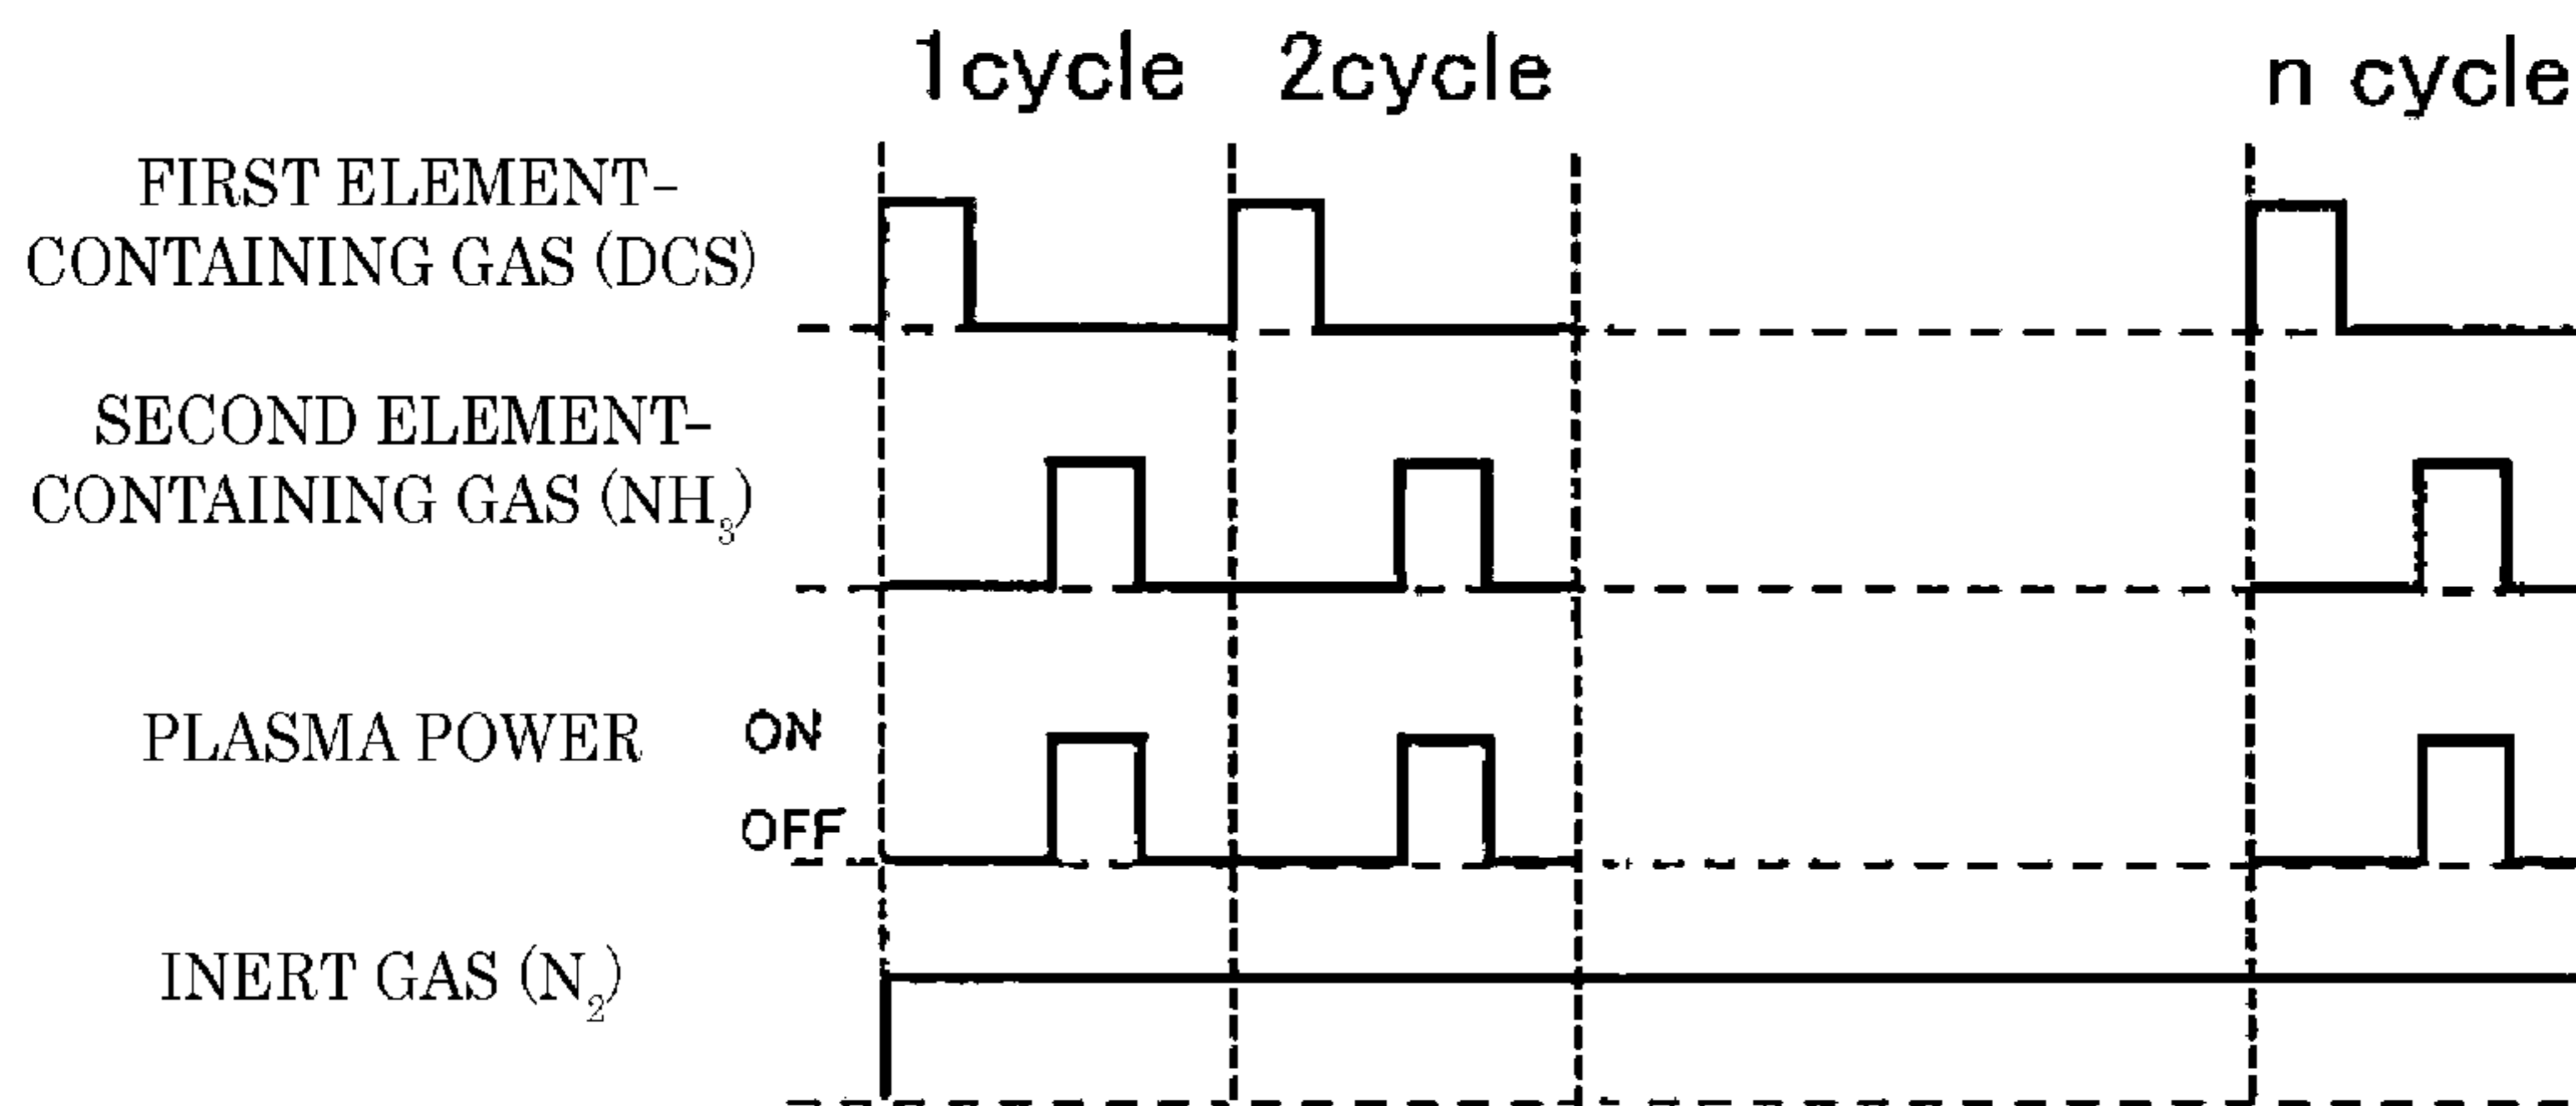 1cycle 2cycle n cycle
FIRST ELEMENT-
CONTAINING GAS (DCS)
SECOND ELEMENT-
CONTAINING GAS (NH₃)
PLASMA POWER ON
OFF
INERT GAS (N₂)